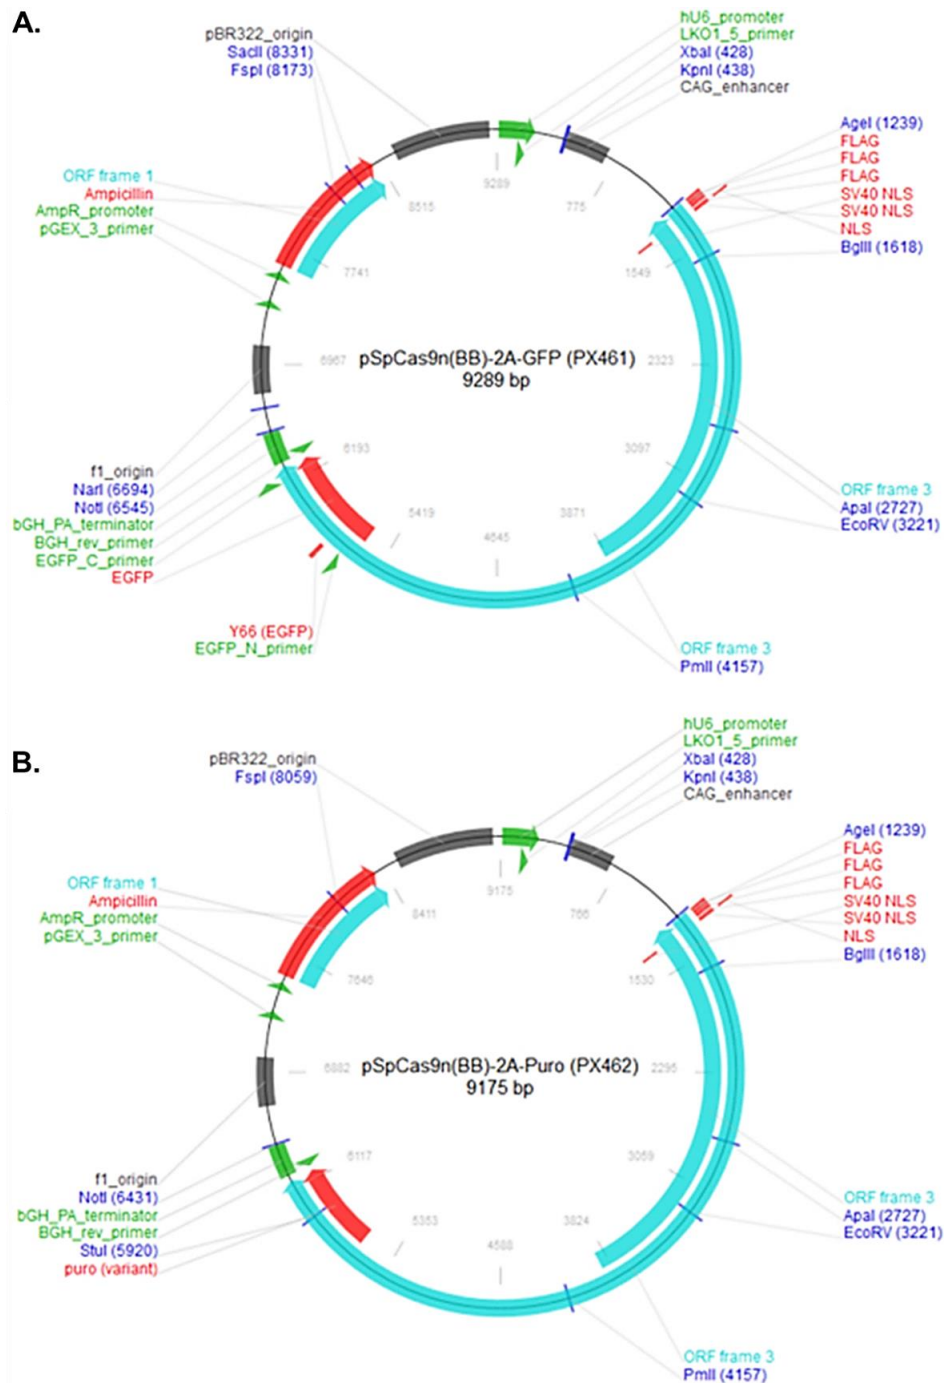 A.
pBR322_origin
SacII (8331)
FspI (8173)
hU6_promoter
LKO1_5_primer
XbaI (428)
KpnI (438)
CAG_enhancer
AgeI (1239)
FLAG
FLAG
FLAG
SV40 NLS
SV40 NLS
NLS
BglII (1618)
ORF frame 1
Ampicillin
AmpR_promoter
pGEX_3_primer
9289
775
8515
7741
1549
6967
pSpCas9n(BB)-2A-GFP (PX461)
9289 bp
2323
6193
3097
5419
4645
3871
f1_origin
NarI (6694)
NotI (6545)
bGH_PA_terminator
BGH_rev_primer
EGFP_C_primer
EGFP
ORF frame 3
ApaI (2727)
EcoRV (3221)
Y66 (EGFP)
EGFP_N_primer
ORF frame 3
PmlI (4157)
B.
pBR322_origin
FspI (8059)
hU6_promoter
LKO1_5_primer
XbaI (428)
KpnI (438)
CAG_enhancer
AgeI (1239)
FLAG
FLAG
FLAG
SV40 NLS
SV40 NLS
NLS
BglII (1618)
ORF frame 1
Ampicillin
AmpR_promoter
pGEX_3_primer
9175
766
8411
7646
1530
6882
pSpCas9n(BB)-2A-Puro (PX462)
9175 bp
2295
6117
3059
5353
4588
3824
f1_origin
NotI (6431)
bGH_PA_terminator
BGH_rev_primer
StuI (5920)
puro (variant)
ORF frame 3
ApaI (2727)
EcoRV (3221)
ORF frame 3
PmlI (4157)